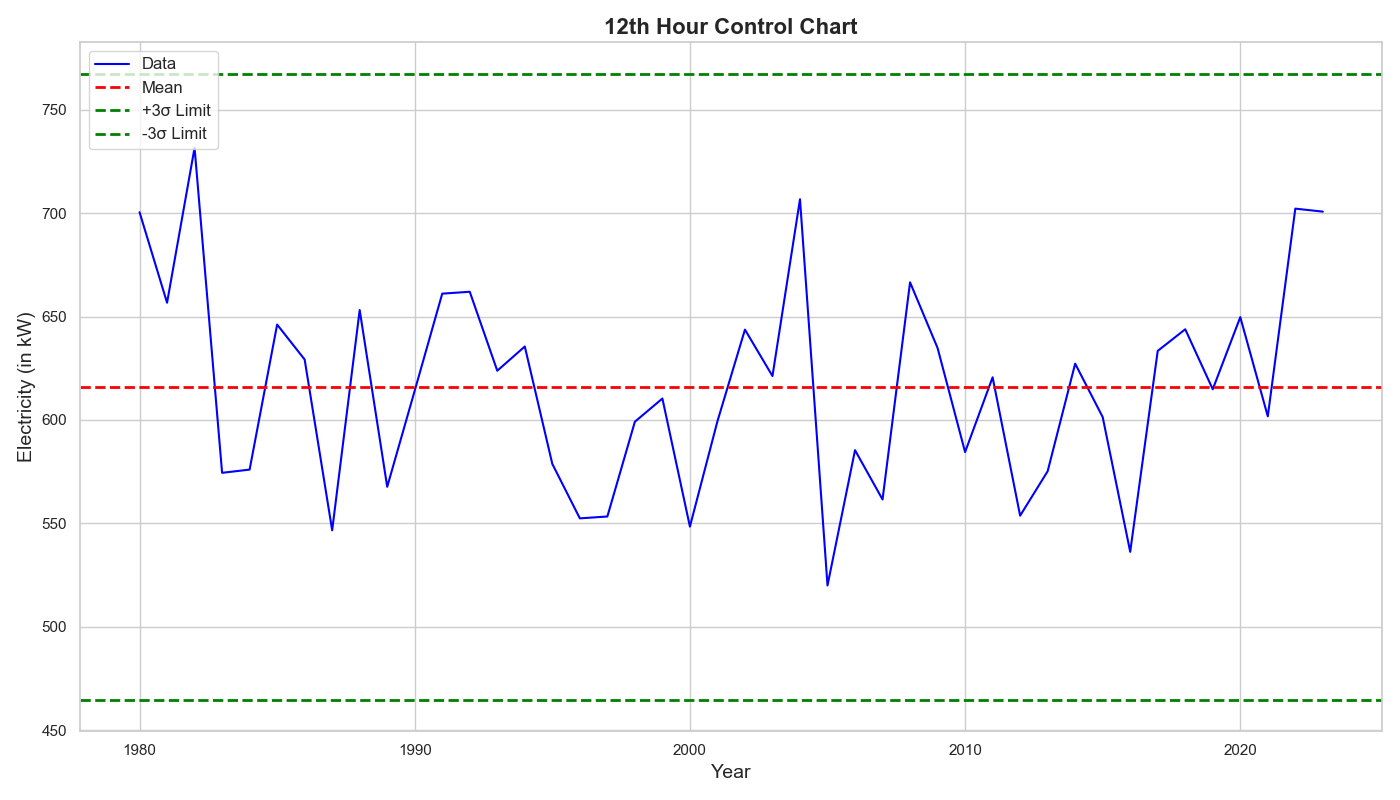 12th Hour Control Chart
Data
Mean
+3σ Limit
-3σ Limit
Electricity (in kW)
750
700
650
600
550
500
450
1980
1990
2000
2010
2020
Year